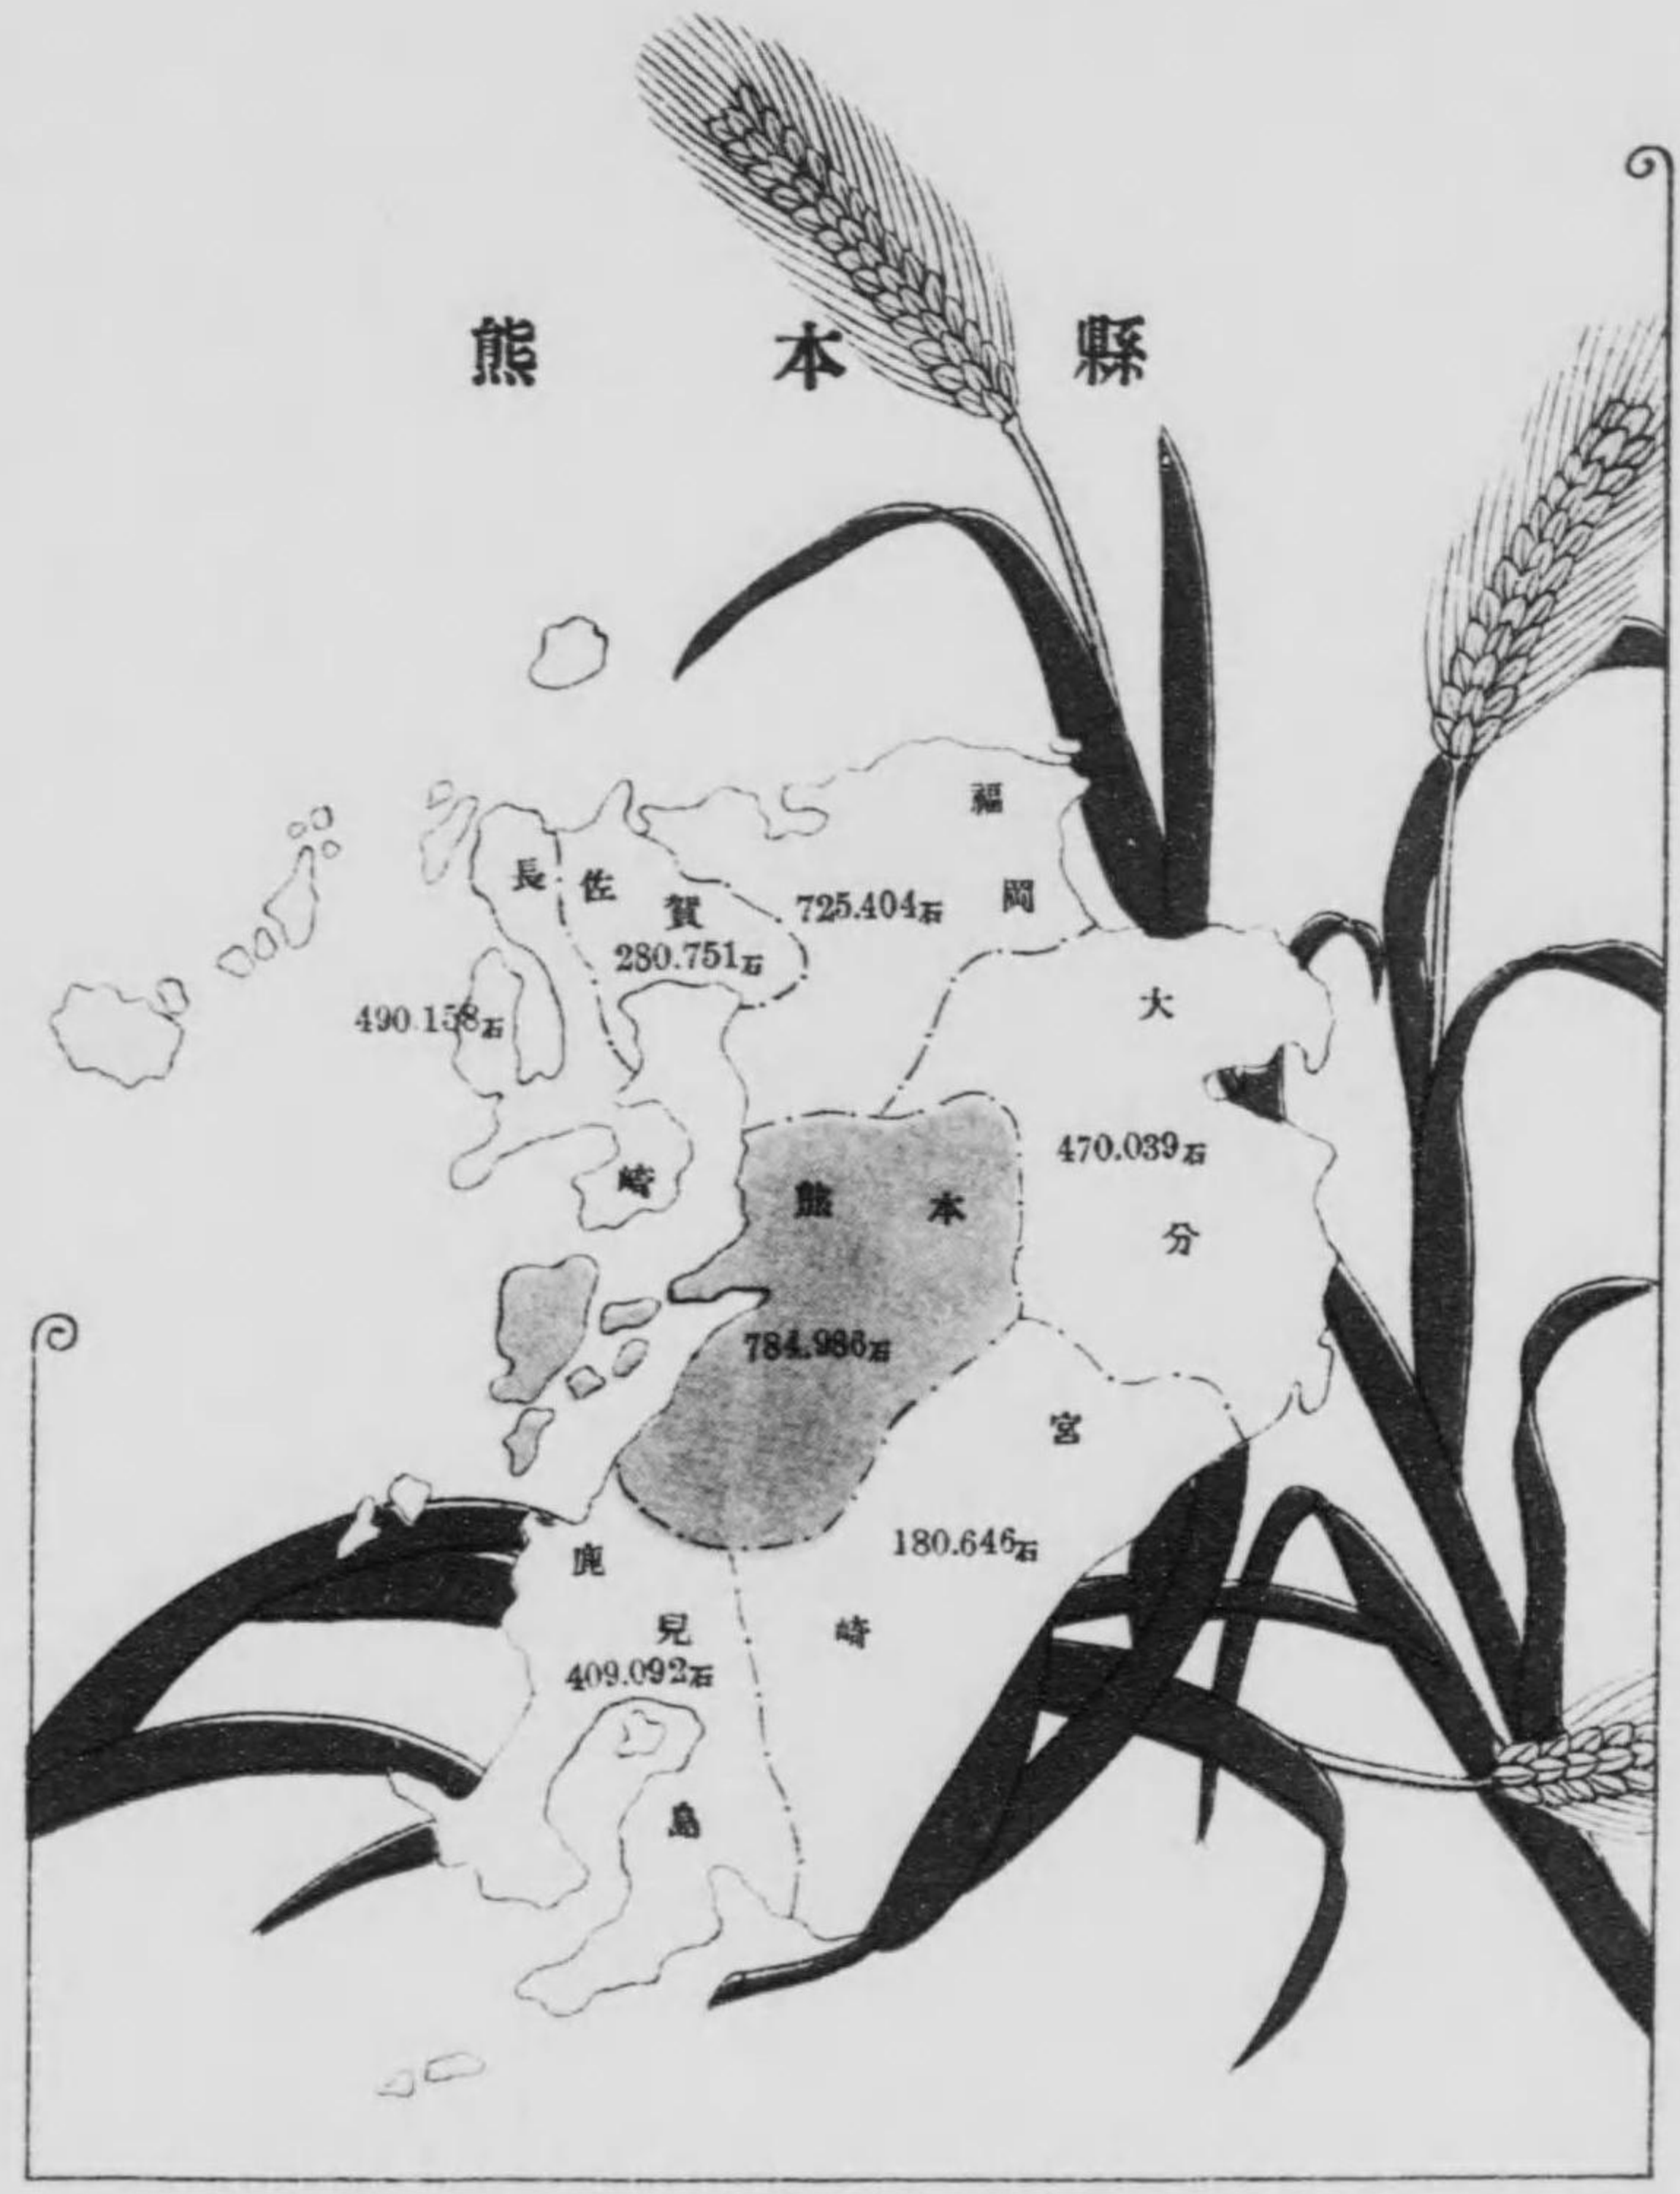 熊本縣
福岡
725.404石
長崎
490.158石
佐賀
280.751石
大分
470.039石
熊本
784.986石
宮崎
180.646石
鹿児島
409.092石